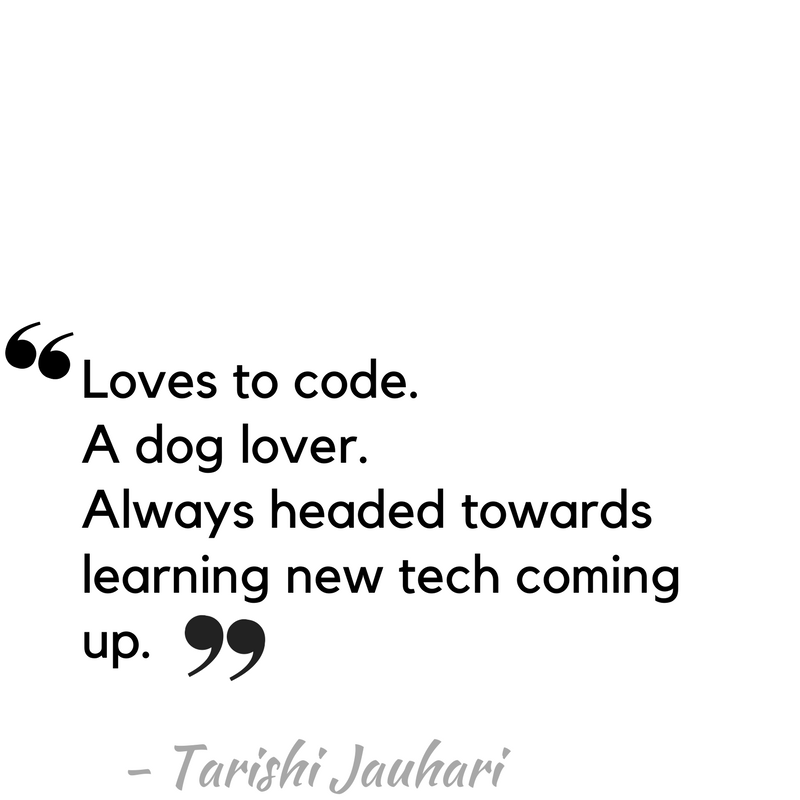 “Loves to code.
A dog lover.
Always headed towards
learning new tech coming
up. ”
– Tarishi Jauhari